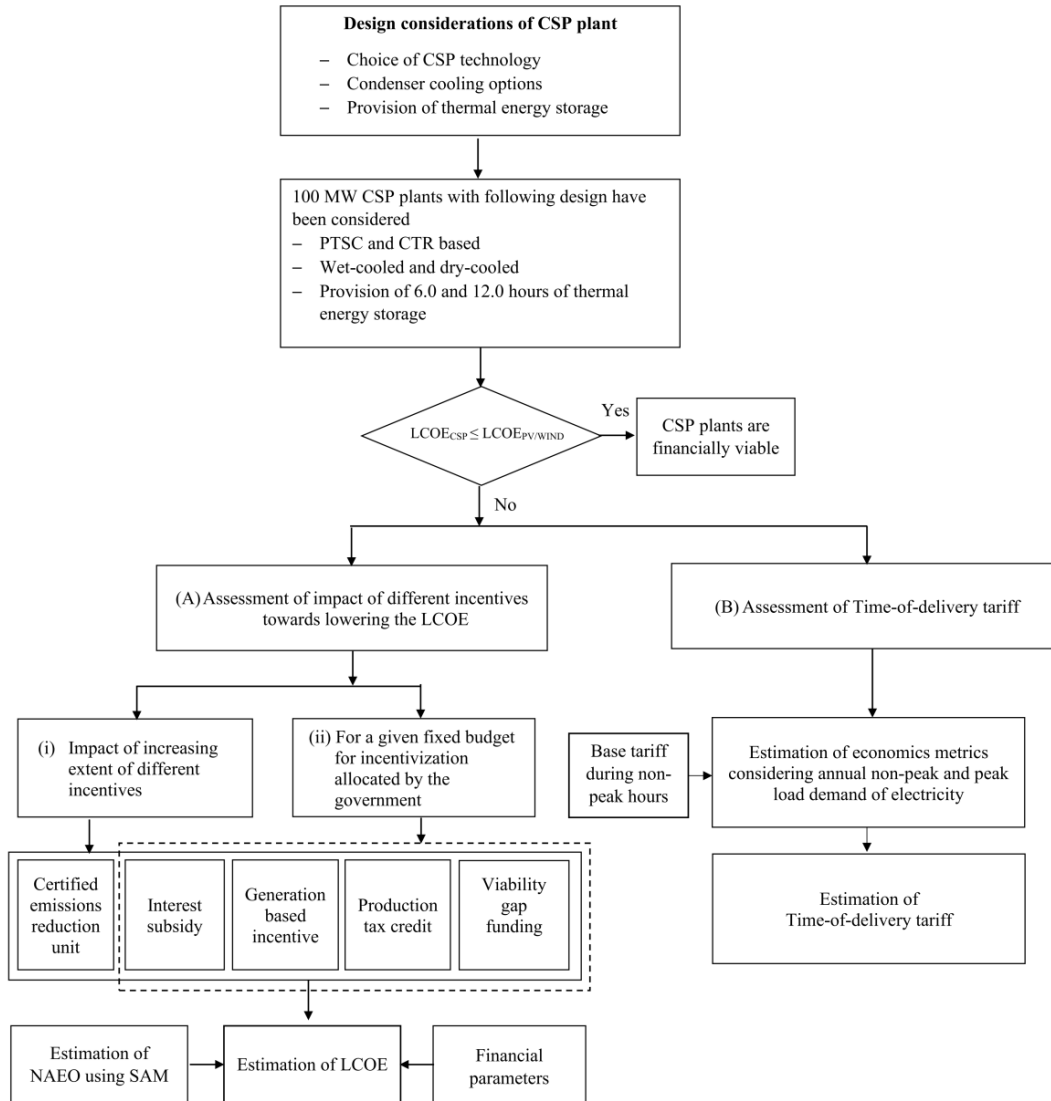 Design considerations of CSP plant
– Choice of CSP technology
– Condenser cooling options
– Provision of thermal energy storage
100 MW CSP plants with following design have
been considered
– PTSC and CTR based
– Wet-cooled and dry-cooled
– Provision of 6.0 and 12.0 hours of thermal
energy storage
LCOE_CSP ≤ LCOE_PV/WIND
Yes
CSP plants are
financially viable
No
(A) Assessment of impact of different incentives
towards lowering the LCOE
(B) Assessment of Time-of-delivery tariff
(i) Impact of increasing
extent of different
incentives
(ii) For a given fixed budget
for incentivization
allocated by the
government
Base tariff
during non-
peak hours
Estimation of economics metrics
considering annual non-peak and peak
load demand of electricity
Certified
emissions
reduction
unit
Interest
subsidy
Generation
based
incentive
Production
tax credit
Viability
gap
funding
Estimation of
Time-of-delivery tariff
Estimation of
NAEO using SAM
Estimation of LCOE
Financial
parameters